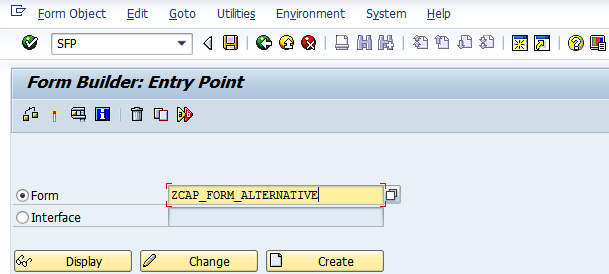 Form Object Edit Goto Utilities Environment System Help
SFP
Form Builder: Entry Point
Form ZCAP_FORM_ALTERNATIVE
Interface
Display Change Create